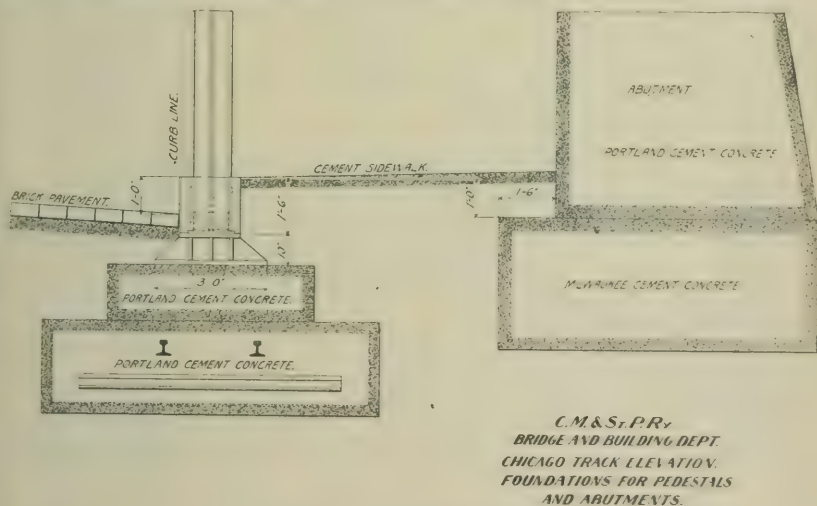 CURB LINE.
BRICK PAVEMENT.
1'-0"
CEMENT SIDEWALK.
1'-6"
1'-0"
1'-6"
3'0"
PORTLAND CEMENT CONCRETE.
PORTLAND CEMENT CONCRETE.
ABUTMENT
PORTLAND CEMENT CONCRETE
MILWAUKEE CEMENT CONCRETE
C.M.& ST.P.RY
BRIDGE AND BUILDING DEPT.
CHICAGO TRACK ELEVATION.
FOUNDATIONS FOR PEDESTALS
AND ABUTMENTS.